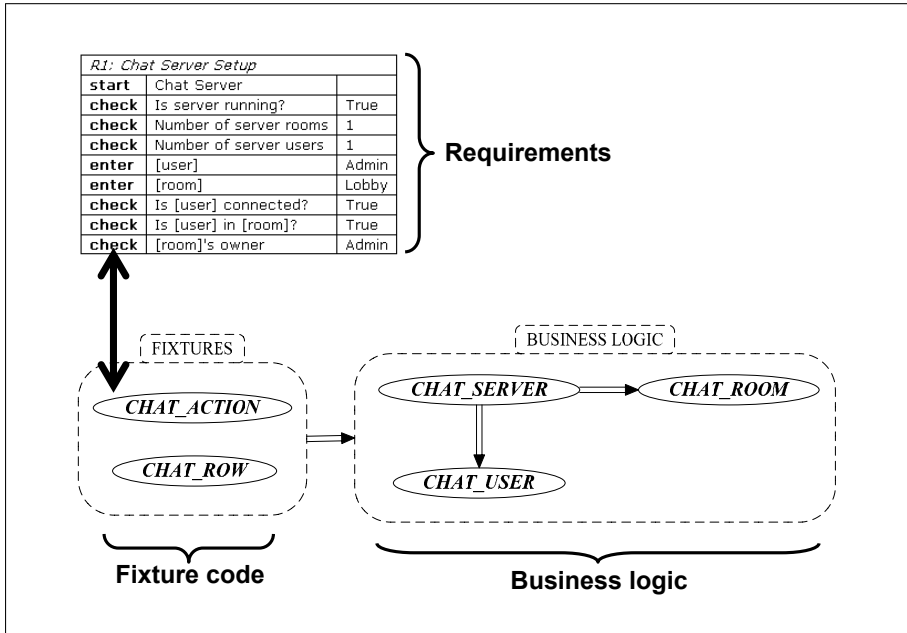 R1: Chat Server Setup
start Chat Server
check Is server running? True
check Number of server rooms 1
check Number of server users 1
enter [user] Admin
enter [room] Lobby
check Is [user] connected? True
check Is [user] in [room]? True
check [room]'s owner Admin
Requirements
FIXTURES
BUSINESS LOGIC
CHAT_ACTION
CHAT_SERVER
CHAT_ROOM
CHAT_ROW
CHAT_USER
Fixture code
Business logic